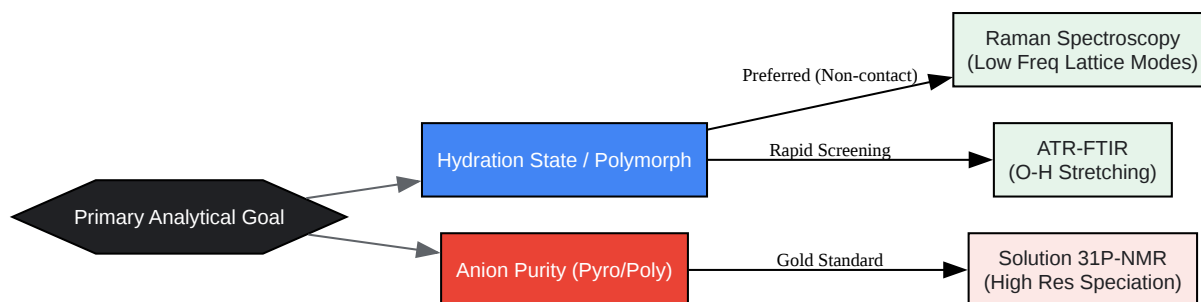 Primary Analytical Goal
Hydration State / Polymorph
Anion Purity (Pyro/Poly)
Preferred (Non-contact)
Rapid Screening
Gold Standard
Raman Spectroscopy
(Low Freq Lattice Modes)
ATR-FTIR
(O-H Stretching)
Solution 31P-NMR
(High Res Speciation)